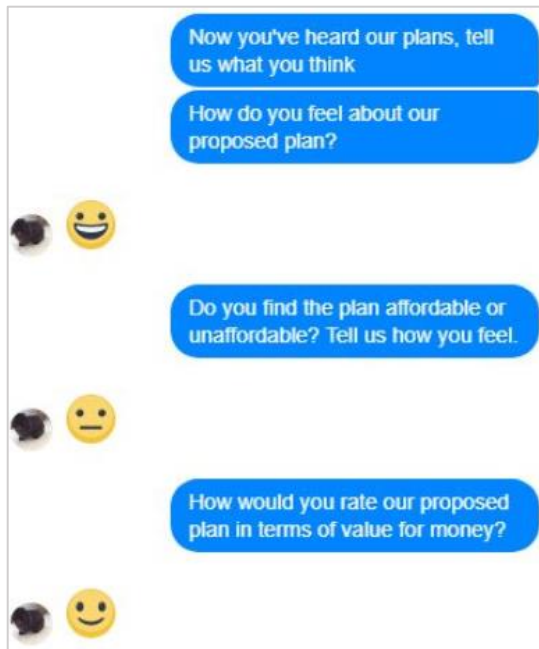 Now you've heard our plans, tell
us what you think
How do you feel about our
proposed plan?
Do you find the plan affordable or
unaffordable? Tell us how you feel.
How would you rate our proposed
plan in terms of value for money?